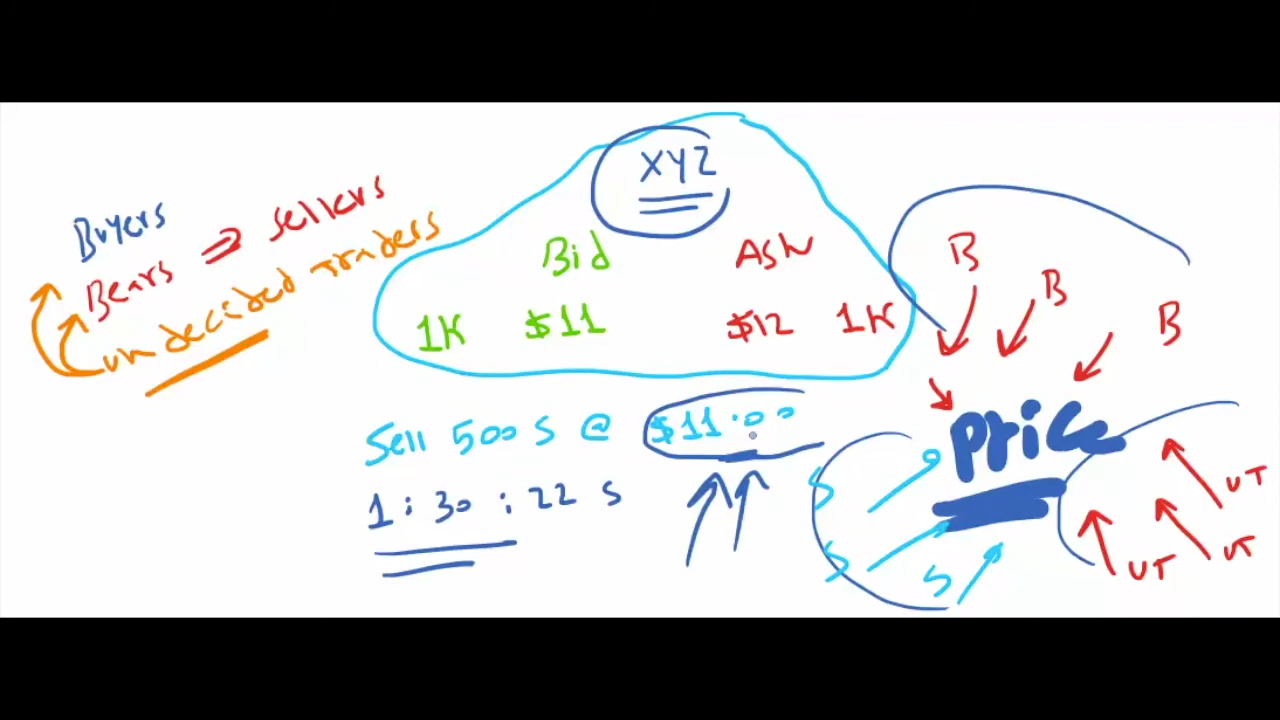 XYZ
Buyers
Bears ⇒ sellers
undecided traders
Bid Ask
1K $11 $12 1K
Sell 500 S @ $11.00
1:30:22 s
B
B
B
Price
S
S
S
UT
UT
UT